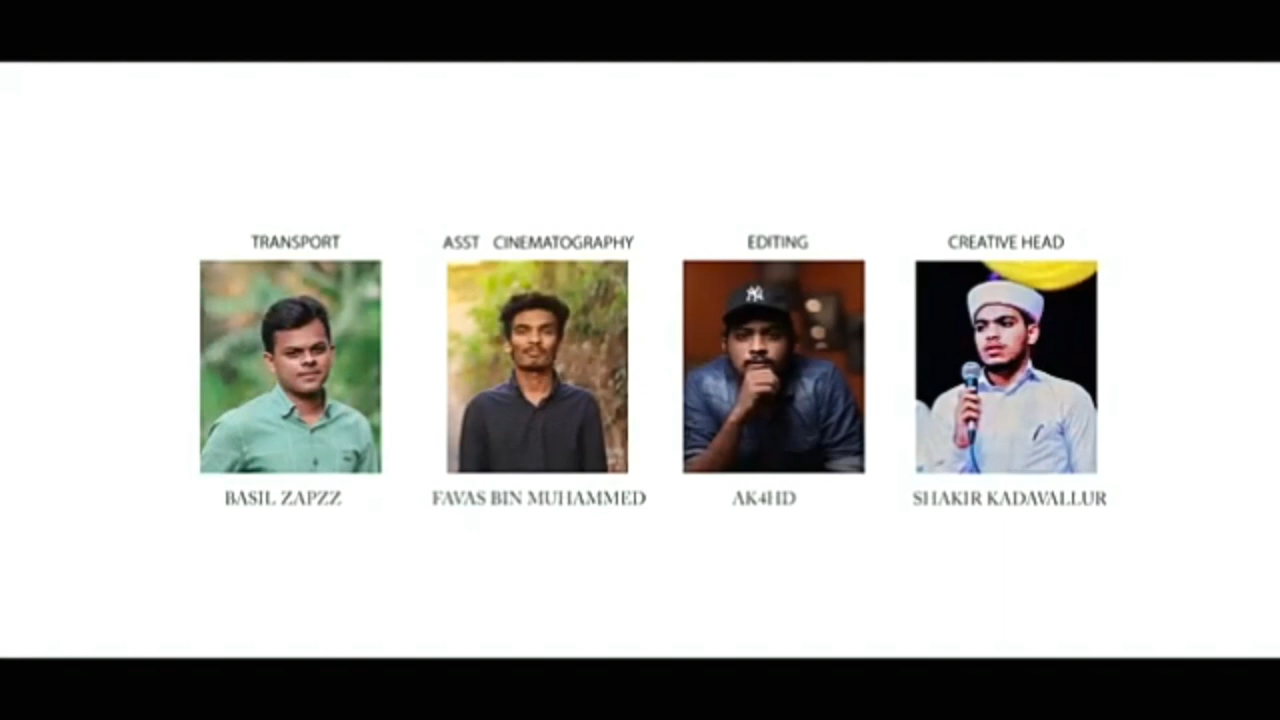 TRANSPORT
ASST CINEMATOGRAPHY
EDITING
CREATIVE HEAD
BASIL ZAPZZ
FAVAS BIN MUHAMMED
AK4HD
SHAKIR KADAVALLUR